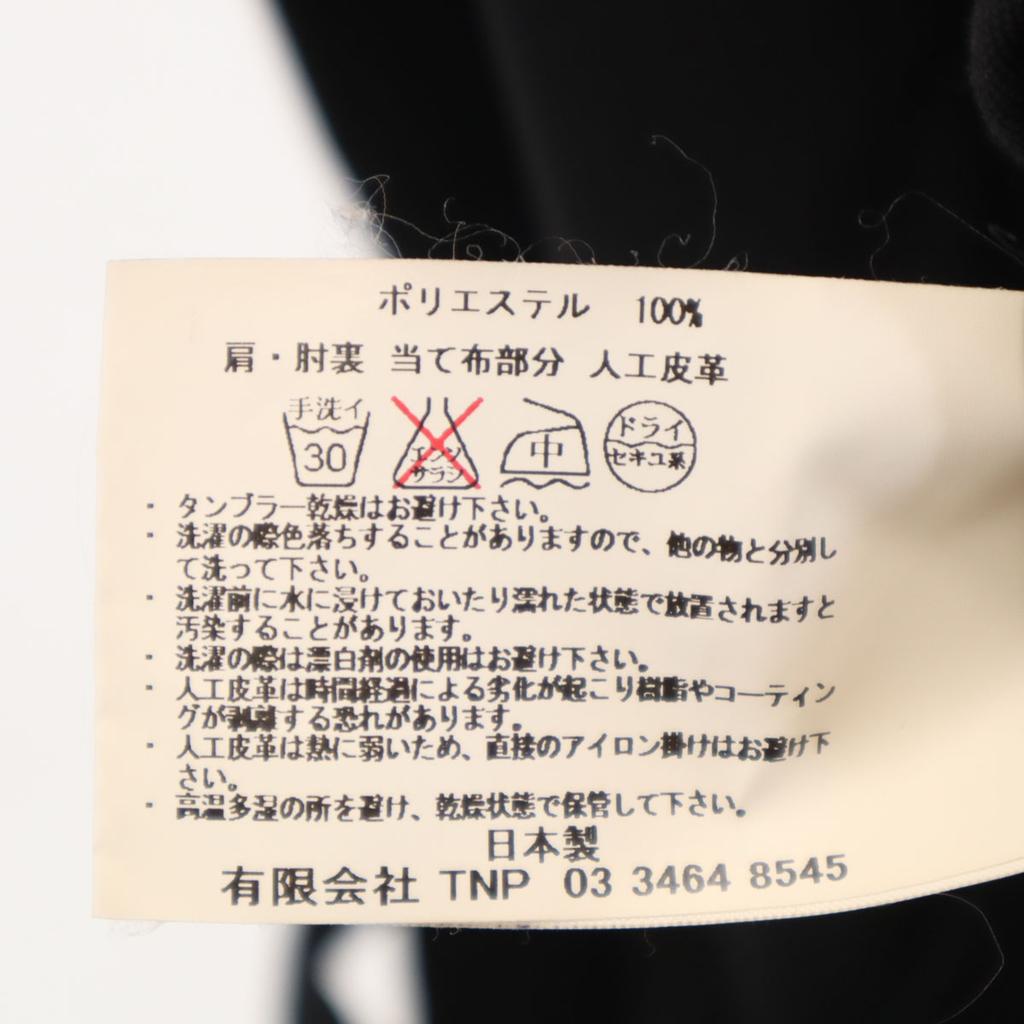 ポリエステル 100%
肩・肘裏 当て布部分 人工皮革
手洗イ
30
エンソ
サラシ
中
ドライ
セキユ系
・ タンブラー乾燥はお避け下さい。
・ 洗濯の際色落ちすることがありますので、他の物と分別し
て洗って下さい。
・ 洗濯前に水に浸けておいたり濡れた状態で放置されますと
汚染することがあります。
・ 洗濯の際は漂白剤の使用はお避け下さい。
・ 人工皮革は時間経過による劣化が起こり樹脂やコーティン
グが剥離する恐れがあります。
・ 人工皮革は熱に弱いため、直接のアイロン掛けはお避け下
さい。
・ 高温多湿の所を避け、乾燥状態で保管して下さい。
日本製
有限会社 TNP 03 3464 8545